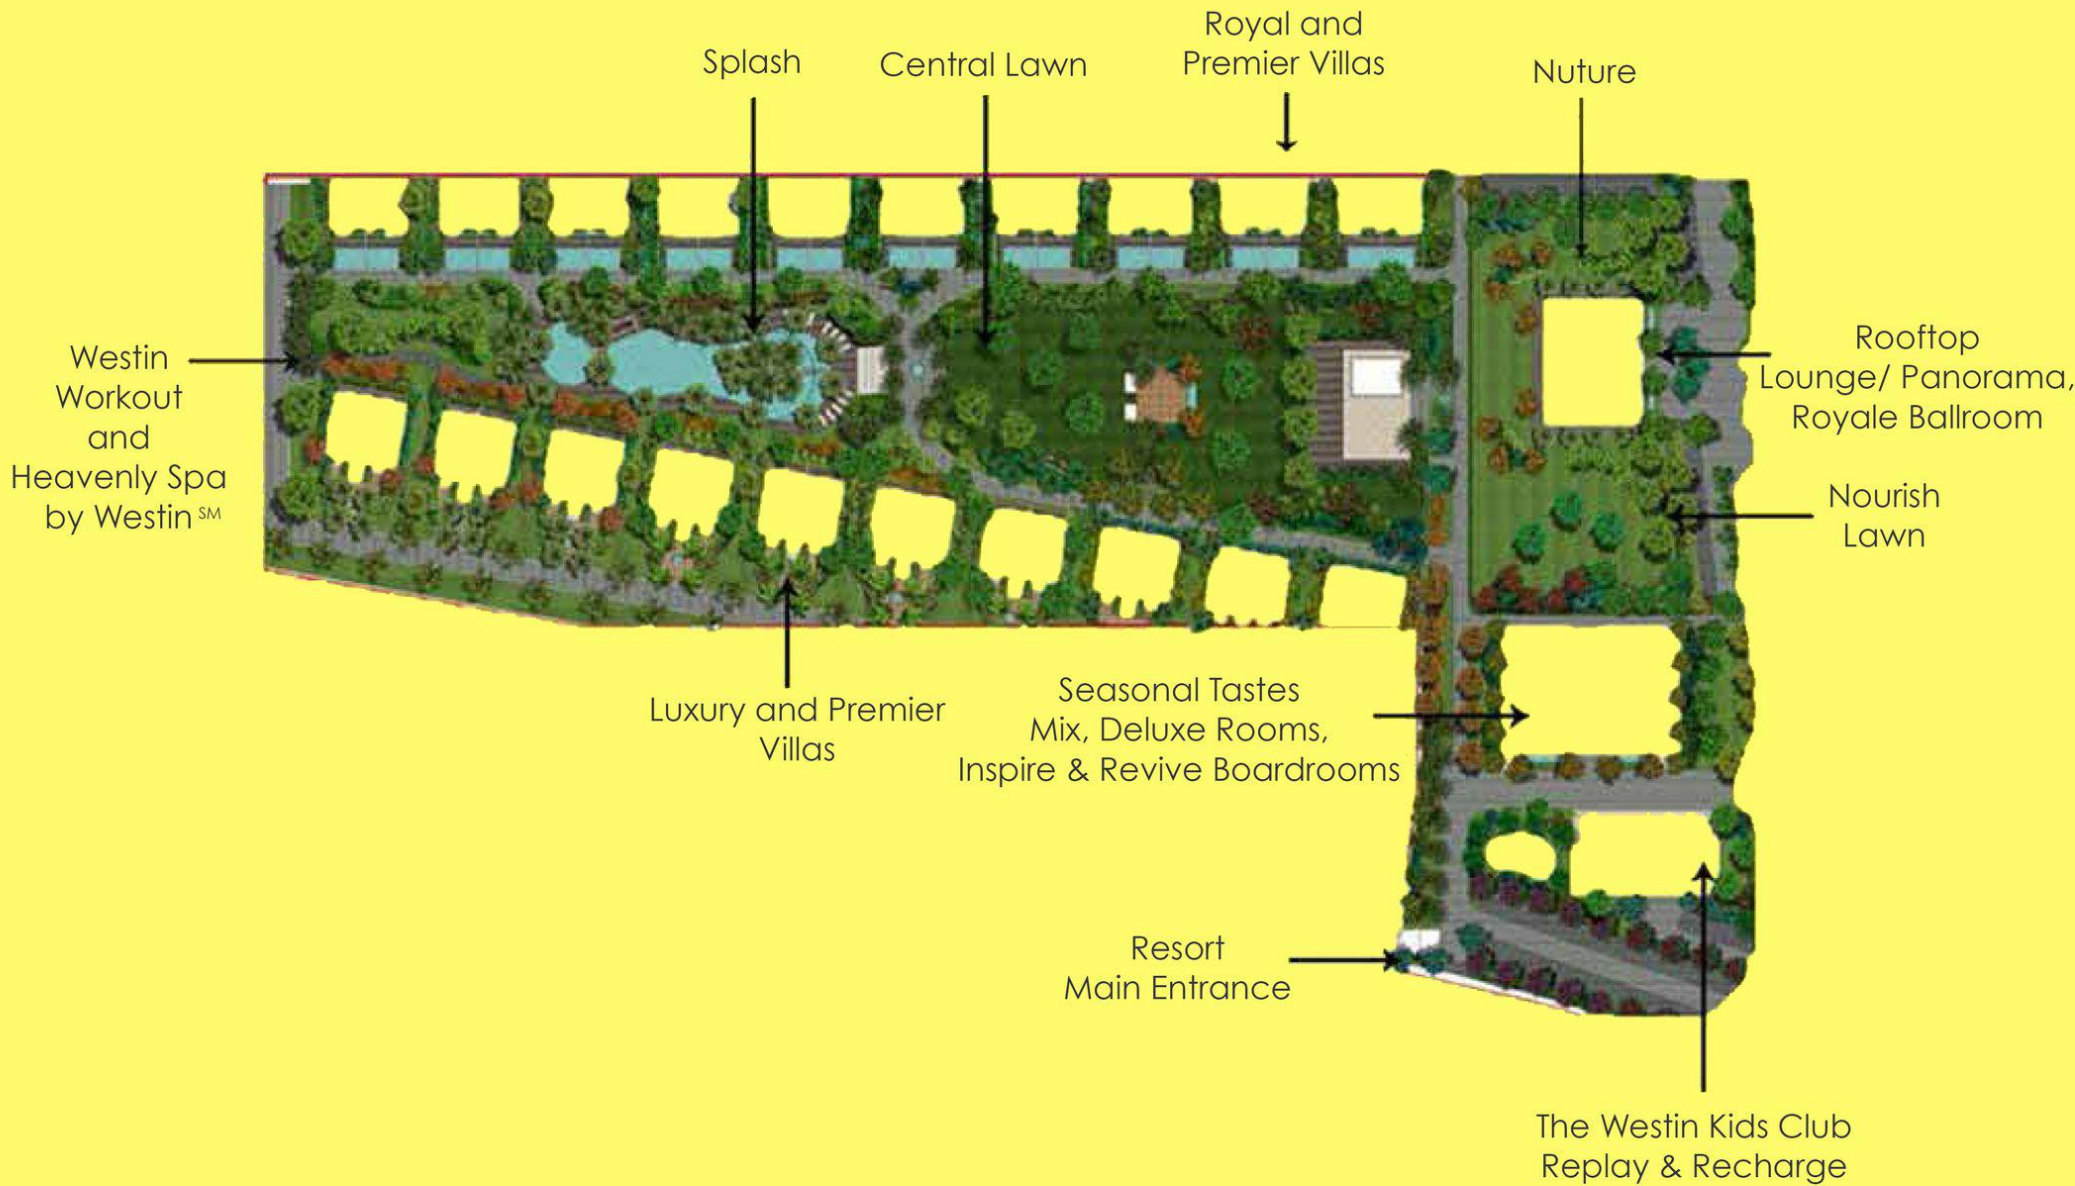 Royal and
Premier Villas
Splash
Central Lawn
Nuture
Rooftop
Lounge/ Panorama,
Royale Ballroom
Westin
Workout
and
Heavenly Spa
by Westin℠
Nourish
Lawn
Luxury and Premier
Villas
Seasonal Tastes
Mix, Deluxe Rooms,
Inspire & Revive Boardrooms
Resort
Main Entrance
The Westin Kids Club
Replay & Recharge